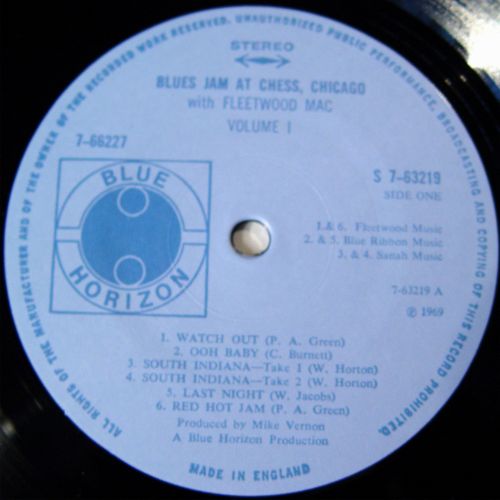 ALL RIGHTS OF THE MANUFACTURER AND OF THE OWNER OF THE RECORDED WORK RESERVED. UNAUTHORIZED PUBLIC PERFORMANCE, BROADCASTING AND COPYING OF THIS RECORD PROHIBITED.
STEREO
BLUES JAM AT CHESS, CHICAGO
with FLEETWOOD MAC
VOLUME 1
7-66227
S 7-63219
SIDE ONE
BLUE
HORIZON
1. & 6. Fleetwood Music
2. & 5. Blue Ribbon Music
3. & 4. Sanah Music
7-63219 A
℗ 1969
1. WATCH OUT (P. A. Green)
2. OOH BABY (C. Burnett)
3. SOUTH INDIANA—Take 1 (W. Horton)
4. SOUTH INDIANA—Take 2 (W. Horton)
5. LAST NIGHT (W. Jacobs)
6. RED HOT JAM (P. A. Green)
Produced by Mike Vernon
A Blue Horizon Production
MADE IN ENGLAND